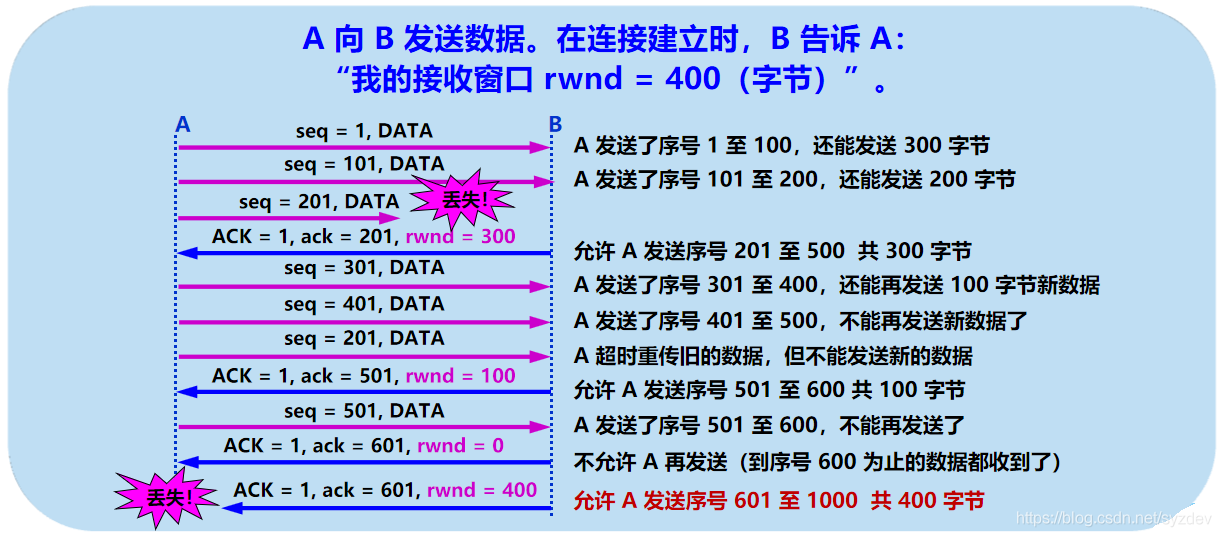 A 向 B 发送数据。在连接建立时，B 告诉 A：
“我的接收窗口 rwnd = 400（字节）”。
A B
seq = 1, DATA
A 发送了序号 1 至 100，还能发送 300 字节
seq = 101, DATA
A 发送了序号 101 至 200，还能发送 200 字节
seq = 201, DATA 丢失!
ACK = 1, ack = 201, rwnd = 300
允许 A 发送序号 201 至 500 共 300 字节
seq = 301, DATA
A 发送了序号 301 至 400，还能再发送 100 字节新数据
seq = 401, DATA
A 发送了序号 401 至 500，不能再发送新数据了
seq = 201, DATA
A 超时重传旧的数据，但不能发送新的数据
ACK = 1, ack = 501, rwnd = 100
允许 A 发送序号 501 至 600 共 100 字节
seq = 501, DATA
A 发送了序号 501 至 600，不能再发送了
ACK = 1, ack = 601, rwnd = 0
不允许 A 再发送（到序号 600 为止的数据都收到了）
丢失! ACK = 1, ack = 601, rwnd = 400
允许 A 发送序号 601 至 1000 共 400 字节
https://blog.csdn.net/syzdev